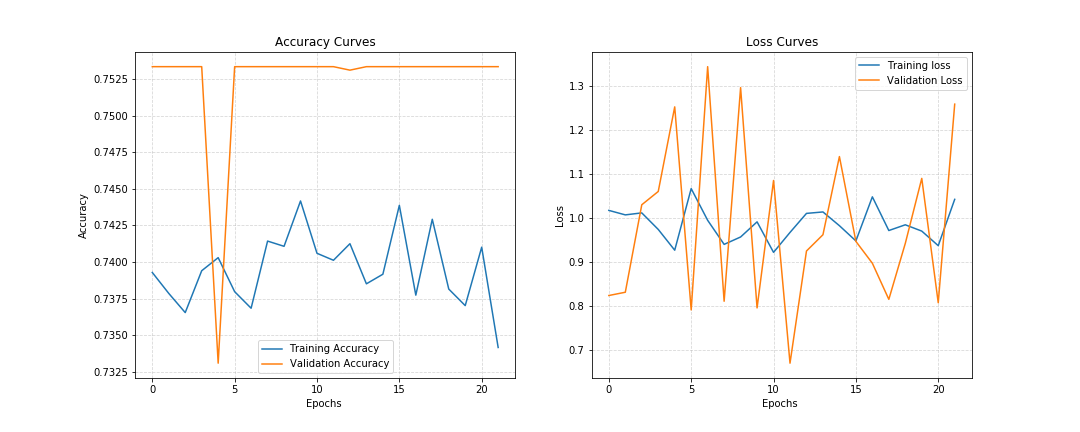 Accuracy Curves
0.7525
0.7500
0.7475
0.7450
0.7425
0.7400
0.7375
0.7350
0.7325
Accuracy
Training Accuracy
Validation Accuracy
0 5 10 15 20
Epochs
Loss Curves
Training loss
Validation Loss
1.3
1.2
1.1
1.0
0.9
0.8
0.7
Loss
0 5 10 15 20
Epochs